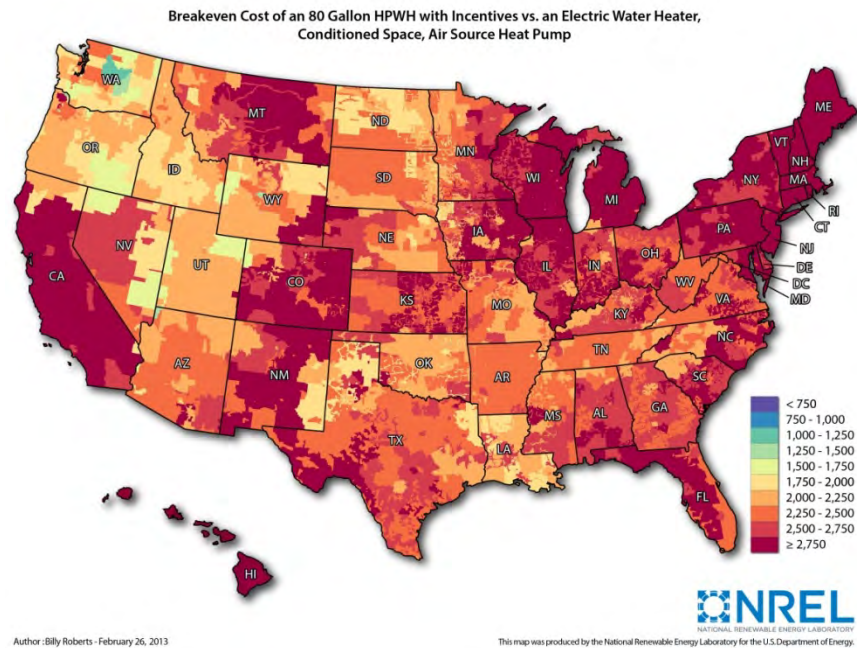 Breakeven Cost of an 80 Gallon HPWH with Incentives vs. an Electric Water Heater,
Conditioned Space, Air Source Heat Pump
WA
MT
ND
MN
ME
VT
NH
OR
ID
SD
WI
NY
MA
WY
MI
RI
CT
NV
NE
IA
PA
NJ
UT
IL
IN
OH
DE
CA
CO
WV
DC
KS
MO
KY
VA
MD
NC
TN
AZ
NM
OK
AR
SC
MS
AL
GA
TX
LA
FL
HI
< 750
750 - 1,000
1,000 - 1,250
1,250 - 1,500
1,500 - 1,750
1,750 - 2,000
2,000 - 2,250
2,250 - 2,500
2,500 - 2,750
≥ 2,750
NREL
NATIONAL RENEWABLE ENERGY LABORATORY
Author : Billy Roberts - February 26, 2013
This map was produced by the National Renewable Energy Laboratory for the U.S. Department of Energy.